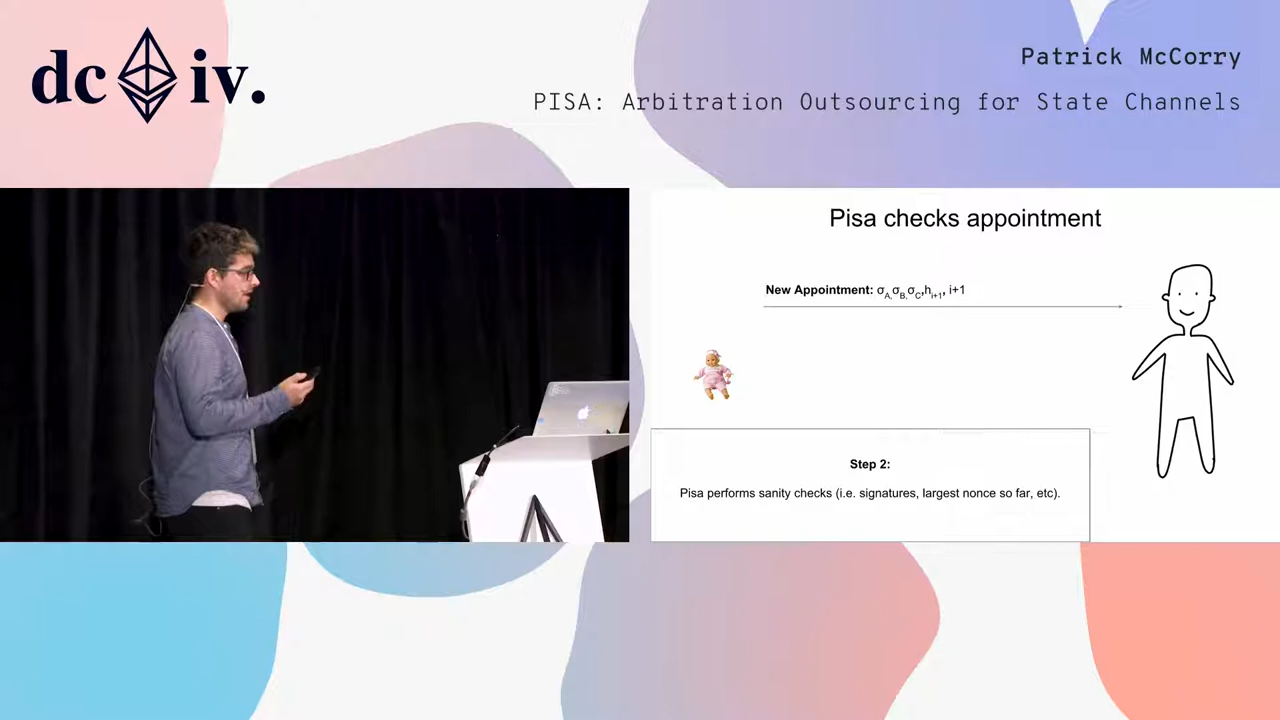 dc iv.
Patrick McCorry
PISA: Arbitration Outsourcing for State Channels
Pisa checks appointment
New Appointment: σA,σB,σC,hi+1, i+1
Step 2:
Pisa performs sanity checks (i.e. signatures, largest nonce so far, etc).